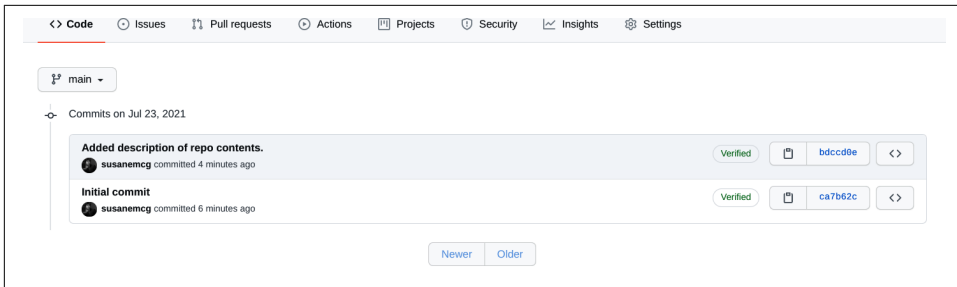 <> Code Issues Pull requests Actions Projects Security Insights Settings
main
Commits on Jul 23, 2021
Added description of repo contents.
susanemcg committed 4 minutes ago
Verified bdccd0e <>
Initial commit
susanemcg committed 6 minutes ago
Verified ca7b62c <>
Newer Older